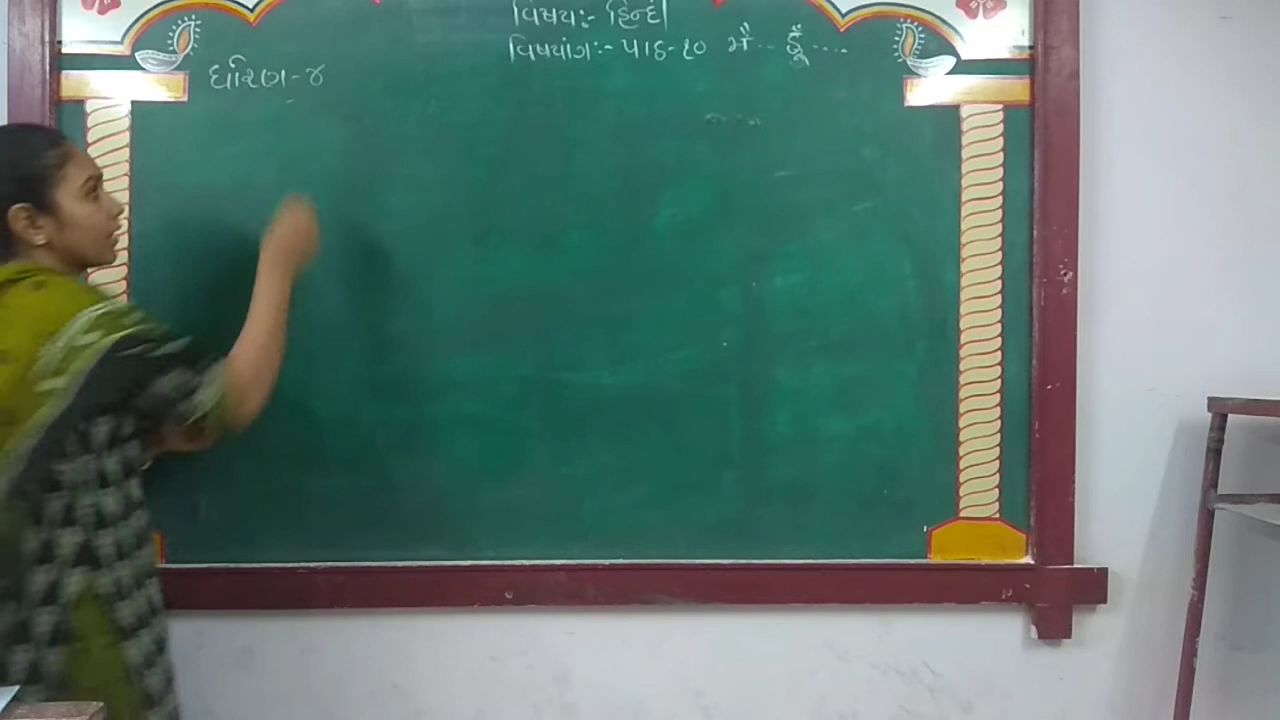 વિષય:- હિન્દી
વિષયાંગ:- પાઠ-૧૦ મૈં... હૂઁ....
ધોરણ-૪